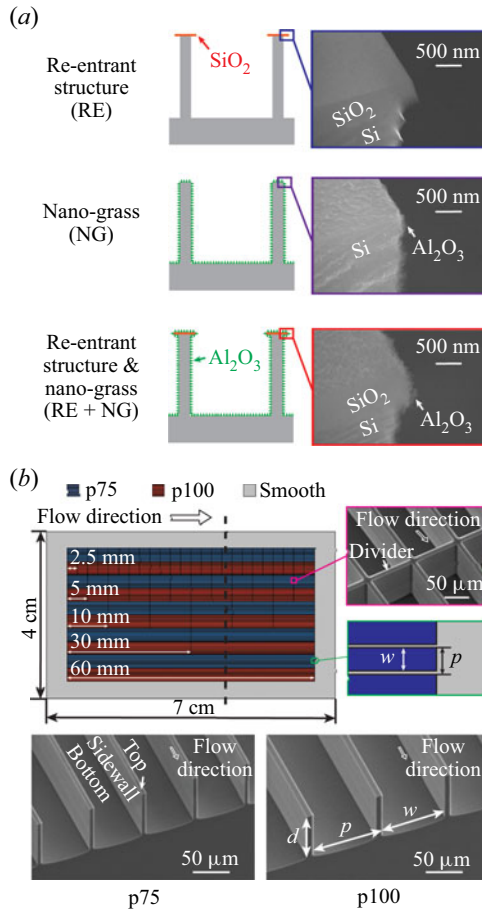 (a)
Re-entrant
structure
(RE)
SiO₂
500 nm
SiO₂
Si
Nano-grass
(NG)
500 nm
Si
Al₂O₃
Re-entrant
structure &
nano-grass
(RE + NG)
Al₂O₃
500 nm
SiO₂
Si
Al₂O₃
(b)
p75 p100 Smooth
Flow direction
2.5 mm
5 mm
10 mm
30 mm
60 mm
4 cm
7 cm
Flow direction
Divider
50 μm
w p
Top
Sidewall
Bottom
Flow
direction
50 μm
p75
Flow
direction
d p w
50 μm
p100